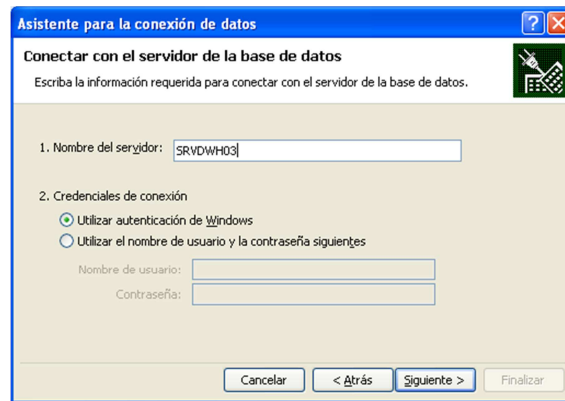 Asistente para la conexión de datos
Conectar con el servidor de la base de datos
Escriba la información requerida para conectar con el servidor de la base de datos.
1. Nombre del servidor: SRVDWH03
2. Credenciales de conexión
Utilizar autenticación de Windows
Utilizar el nombre de usuario y la contraseña siguientes
Nombre de usuario:
Contraseña:
Cancelar < Atrás Siguiente > Finalizar